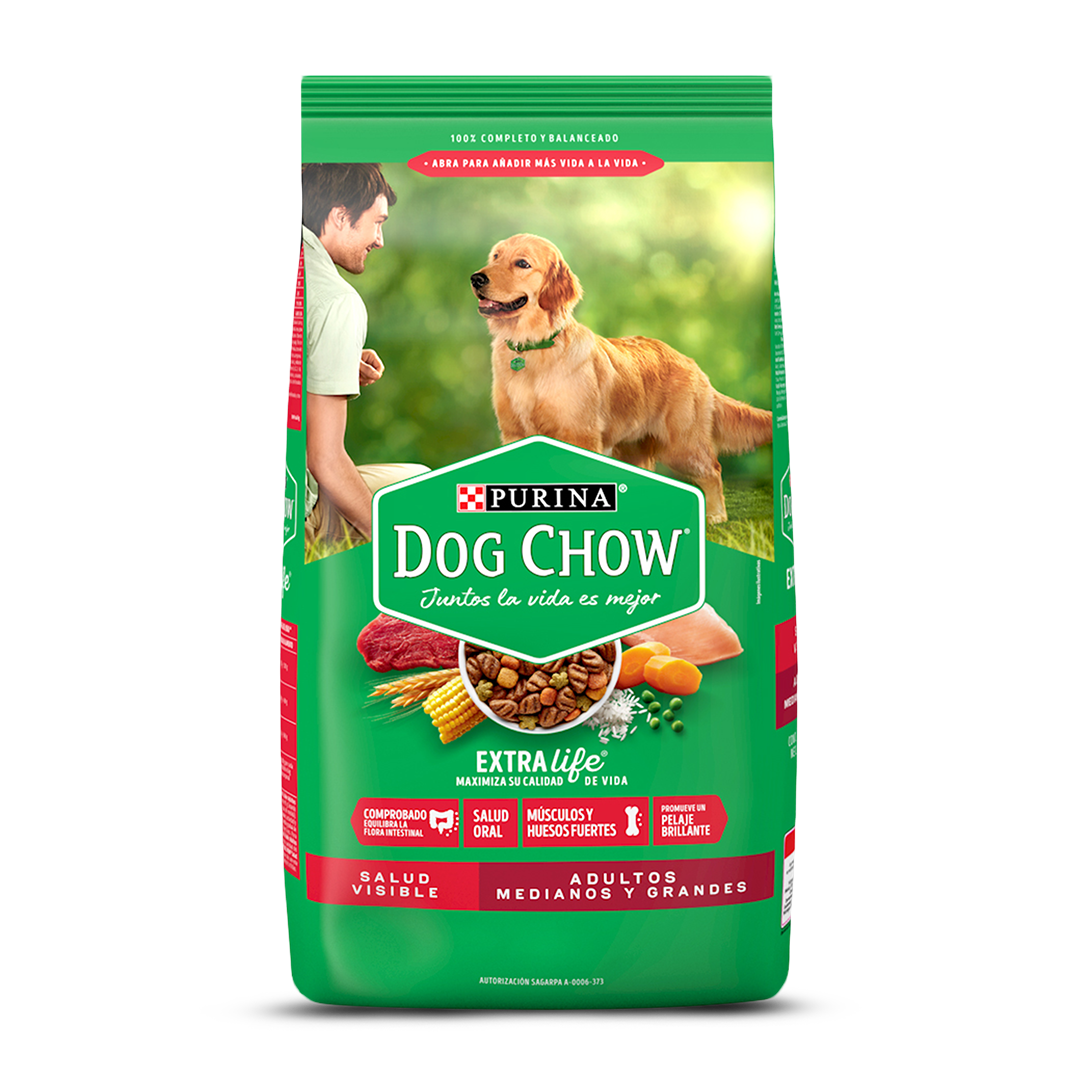 100% COMPLETO Y BALANCEADO
• ABRA PARA AÑADIR MÁS VIDA A LA VIDA •
PURINA®
DOG CHOW®
Juntos la vida es mejor
Imágenes ilustrativas
EXTRA life®
MAXIMIZA SU CALIDAD DE VIDA
COMPROBADO
EQUILIBRA LA
FLORA INTESTINAL
SALUD
ORAL
MÚSCULOS Y
HUESOS FUERTES
PROMUEVE UN
PELAJE
BRILLANTE
SALUD
VISIBLE
ADULTOS
MEDIANOS Y GRANDES
AUTORIZACIÓN SAGARPA A-0006-373